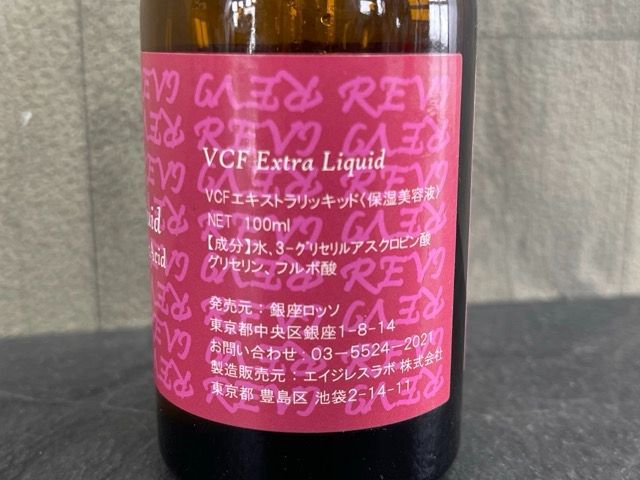 REVO
VCF Extra Liquid
VCFエキストラリッキッド〈保湿美容液〉
NET 100ml
【成分】水、3-グリセリルアスクロビン酸
グリセリン、フルボ酸
発売元：銀座ロッソ
東京都中央区銀座1-8-14
お問い合わせ：03-5524-2021
製造販売元：エイジレスラボ 株式会社
東京都 豊島区 池袋2-14-11